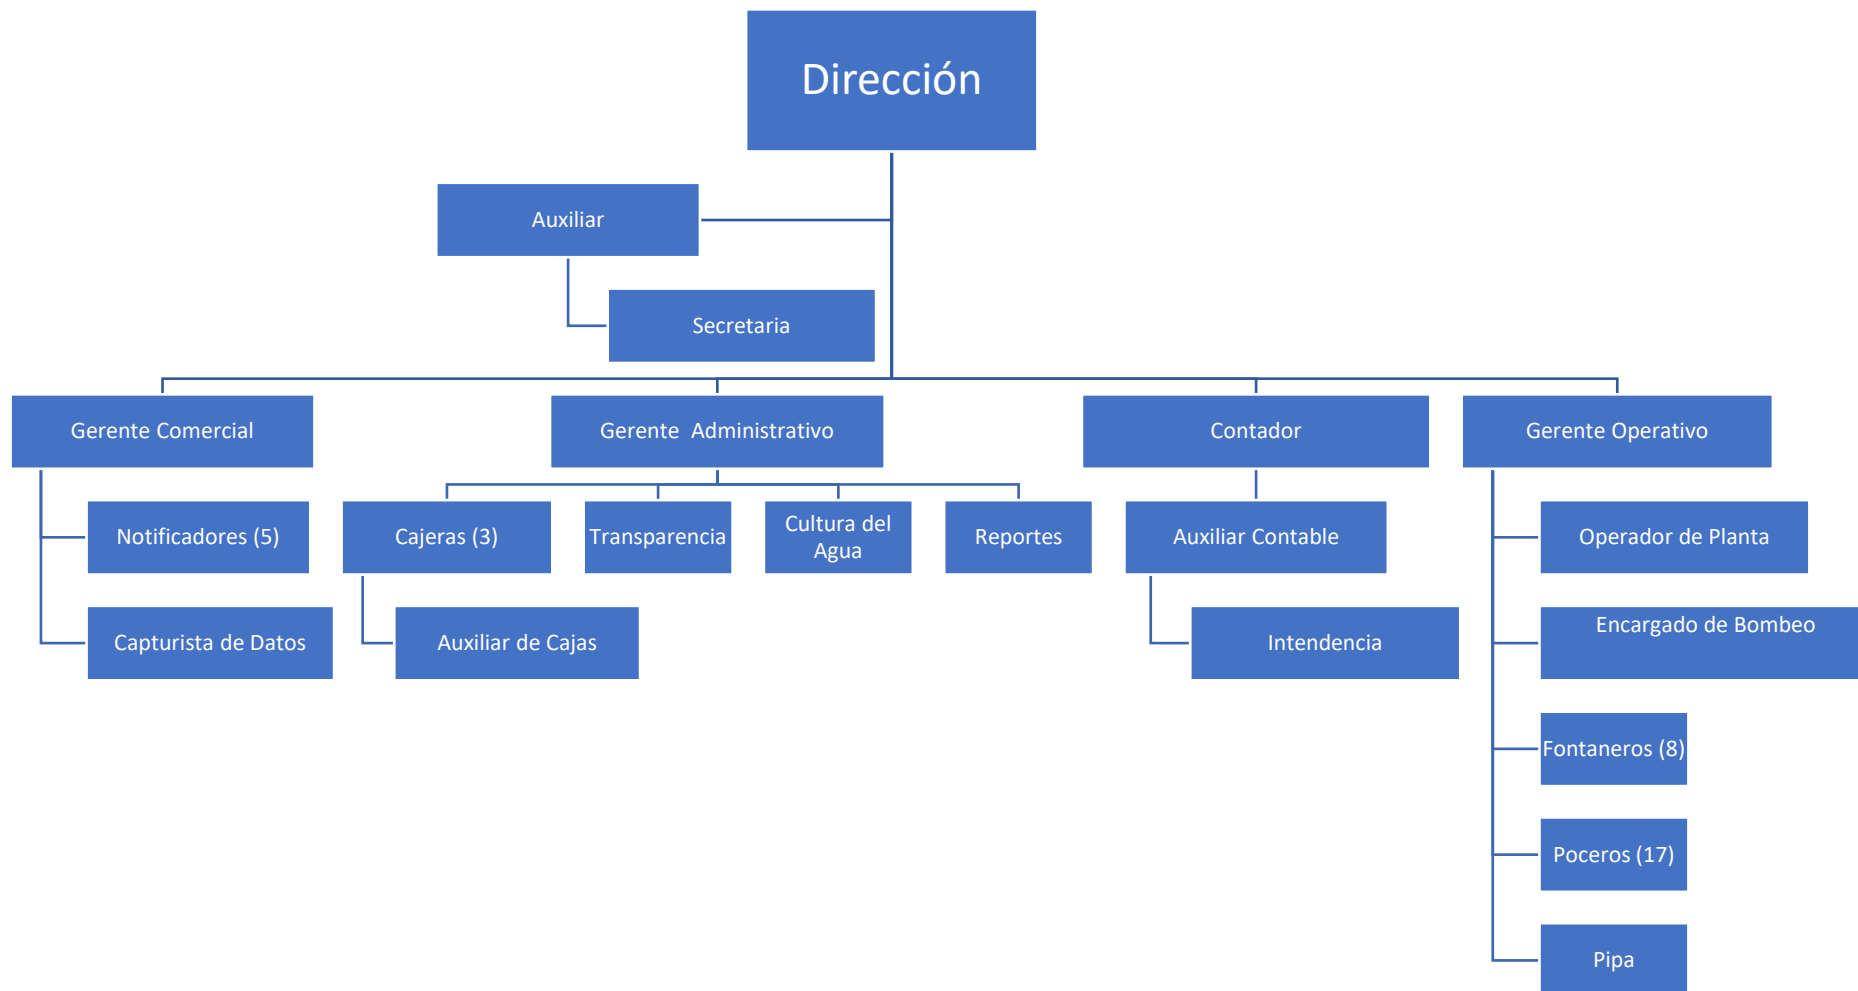 Dirección
Auxiliar
Secretaria
Gerente Comercial
Gerente  Administrativo
Contador
Gerente Operativo
Notificadores (5)
Cajeras (3)
Transparencia
Cultura del
Agua
Reportes
Auxiliar Contable
Operador de Planta
Capturista de Datos
Auxiliar de Cajas
Intendencia
Encargado de Bombeo
Fontaneros (8)
Poceros (17)
Pipa